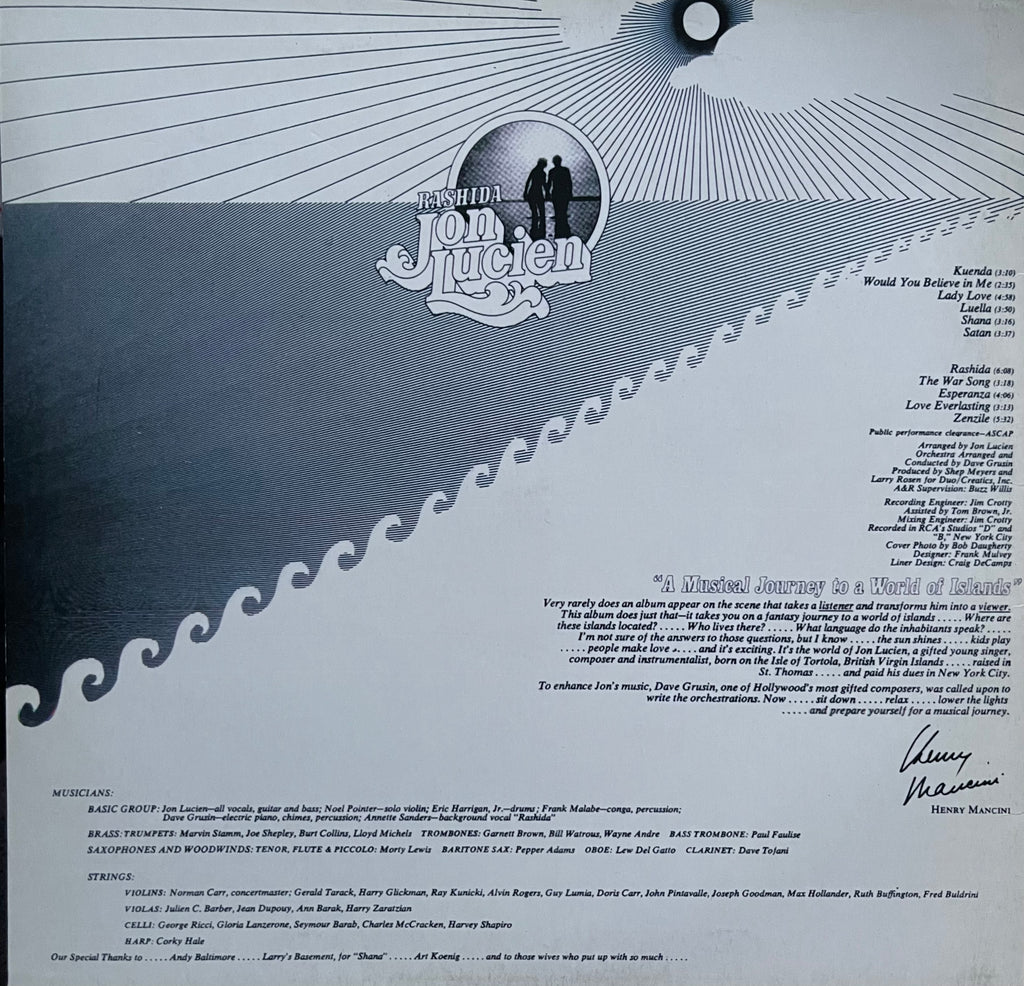 RASHIDA
Jon
Lucien
Kuenda (3:10)
Would You Believe in Me (2:35)
Lady Love (4:58)
Luella (3:50)
Shana (3:16)
Satan (3:37)
Rashida (6:08)
The War Song (3:18)
Esperanza (4:06)
Love Everlasting (3:13)
Zenzile (5:32)
Public performance clearance—ASCAP
Arranged by Jon Lucien
Orchestra Arranged and
Conducted by Dave Grusin
Produced by Shep Meyers and
Larry Rosen for Duo/Creatics, Inc.
A&R Supervision: Buzz Willis
Recording Engineer: Jim Crotty
Assisted by Tom Brown, Jr.
Mixing Engineer: Jim Crotty
Recorded in RCA's Studios "D" and
"B," New York City
Cover Photo by Bob Daugherty
Designer: Frank Mulvey
Liner Design: Craig DeCamps
"A Musical Journey to a World of Islands"
Very rarely does an album appear on the scene that takes a listener and transforms him into a viewer.
This album does just that—it takes you on a fantasy journey to a world of islands ..... Where are
these islands located? ..... Who lives there? ..... What language do the inhabitants speak? .....
I'm not sure of the answers to those questions, but I know ..... the sun shines ..... kids play
..... people make love ..... and it's exciting. It's the world of Jon Lucien, a gifted young singer,
composer and instrumentalist, born on the Isle of Tortola, British Virgin Islands ..... raised in
St. Thomas ..... and paid his dues in New York City.
To enhance Jon's music, Dave Grusin, one of Hollywood's most gifted composers, was called upon to
write the orchestrations. Now ..... sit down ..... relax ..... lower the lights
..... and prepare yourself for a musical journey.
Henry
Mancini
HENRY MANCINI
MUSICIANS:
BASIC GROUP: Jon Lucien—all vocals, guitar and bass; Noel Pointer—solo violin; Eric Harrigan, Jr.—drums; Frank Malabe—conga, percussion;
Dave Grusin—electric piano, chimes, percussion; Annette Sanders—background vocal "Rashida"
BRASS: TRUMPETS: Marvin Stamm, Joe Shepley, Burt Collins, Lloyd Michels TROMBONES: Garnett Brown, Bill Watrous, Wayne Andre BASS TROMBONE: Paul Faulise
SAXOPHONES AND WOODWINDS: TENOR, FLUTE & PICCOLO: Morty Lewis BARITONE SAX: Pepper Adams OBOE: Lew Del Gatto CLARINET: Dave Tofani
STRINGS:
VIOLINS: Norman Carr, concertmaster; Gerald Tarack, Harry Glickman, Ray Kunicki, Alvin Rogers, Guy Lumia, Doris Carr, John Pintavalle, Joseph Goodman, Max Hollander, Ruth Buffington, Fred Buldrini
VIOLAS: Julien C. Barber, Jean Dupouy, Ann Barak, Harry Zaratzian
CELLI: George Ricci, Gloria Lanzerone, Seymour Barab, Charles McCracken, Harvey Shapiro
HARP: Corky Hale
Our Special Thanks to ..... Andy Baltimore ..... Larry's Basement, for "Shana" ..... Art Koenig ..... and to those wives who put up with so much .....